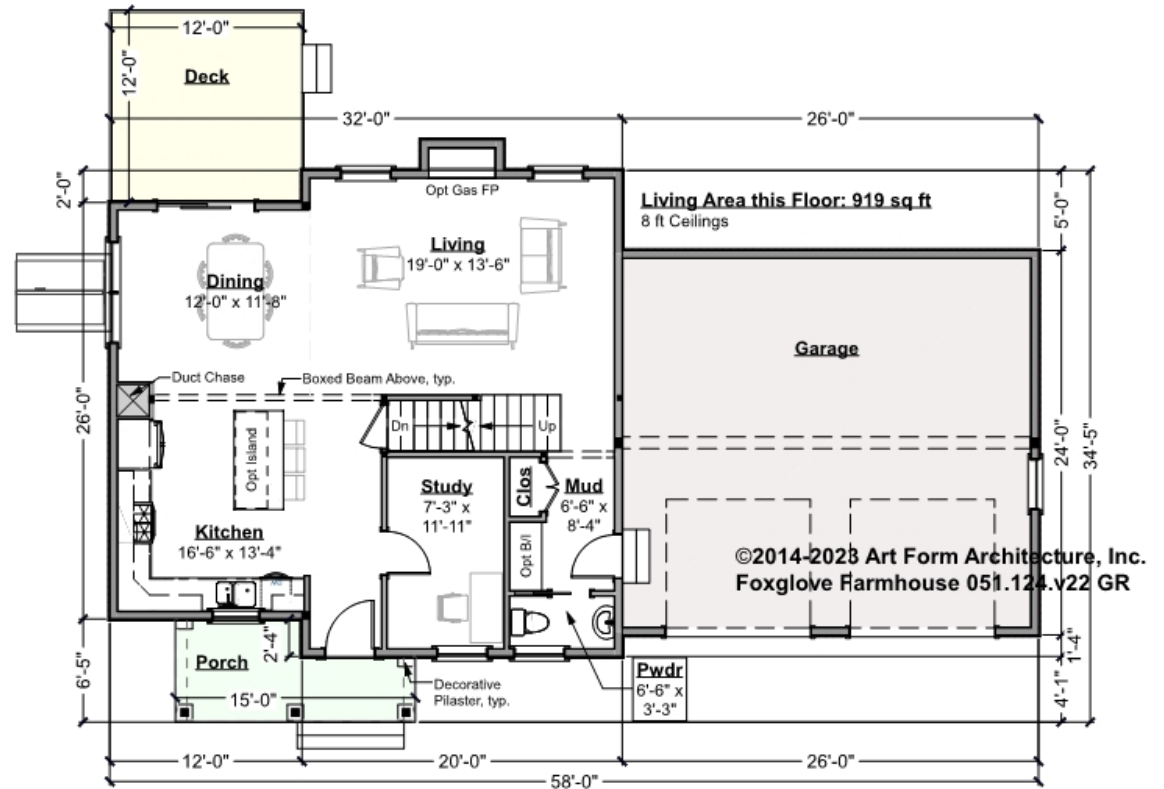 12'-0"
12'-0"
Deck
32'-0"
26'-0"
2'-0"
Opt Gas FP
Living Area this Floor: 919 sq ft
8 ft Ceilings
5'-0"
Living
19'-0" x 13'-6"
Dining
12'-0" x 11'-8"
Garage
Duct Chase
Boxed Beam Above, typ.
26'-0"
Dn
Up
24'-0"
34'-5"
Opt Island
Study
7'-3" x
11'-11"
Clos
Mud
6'-6" x
8'-4"
Kitchen
16'-6" x 13'-4"
Opt B/I
©2014-2023 Art Form Architecture, Inc.
Foxglove Farmhouse 051.124.v22 GR
DW
2'-4"
1'-4"
6'-5"
Porch
15'-0"
Decorative
Pilaster, typ.
Pwdr
6'-6" x
3'-3"
4'-1"
12'-0"
20'-0"
26'-0"
58'-0"